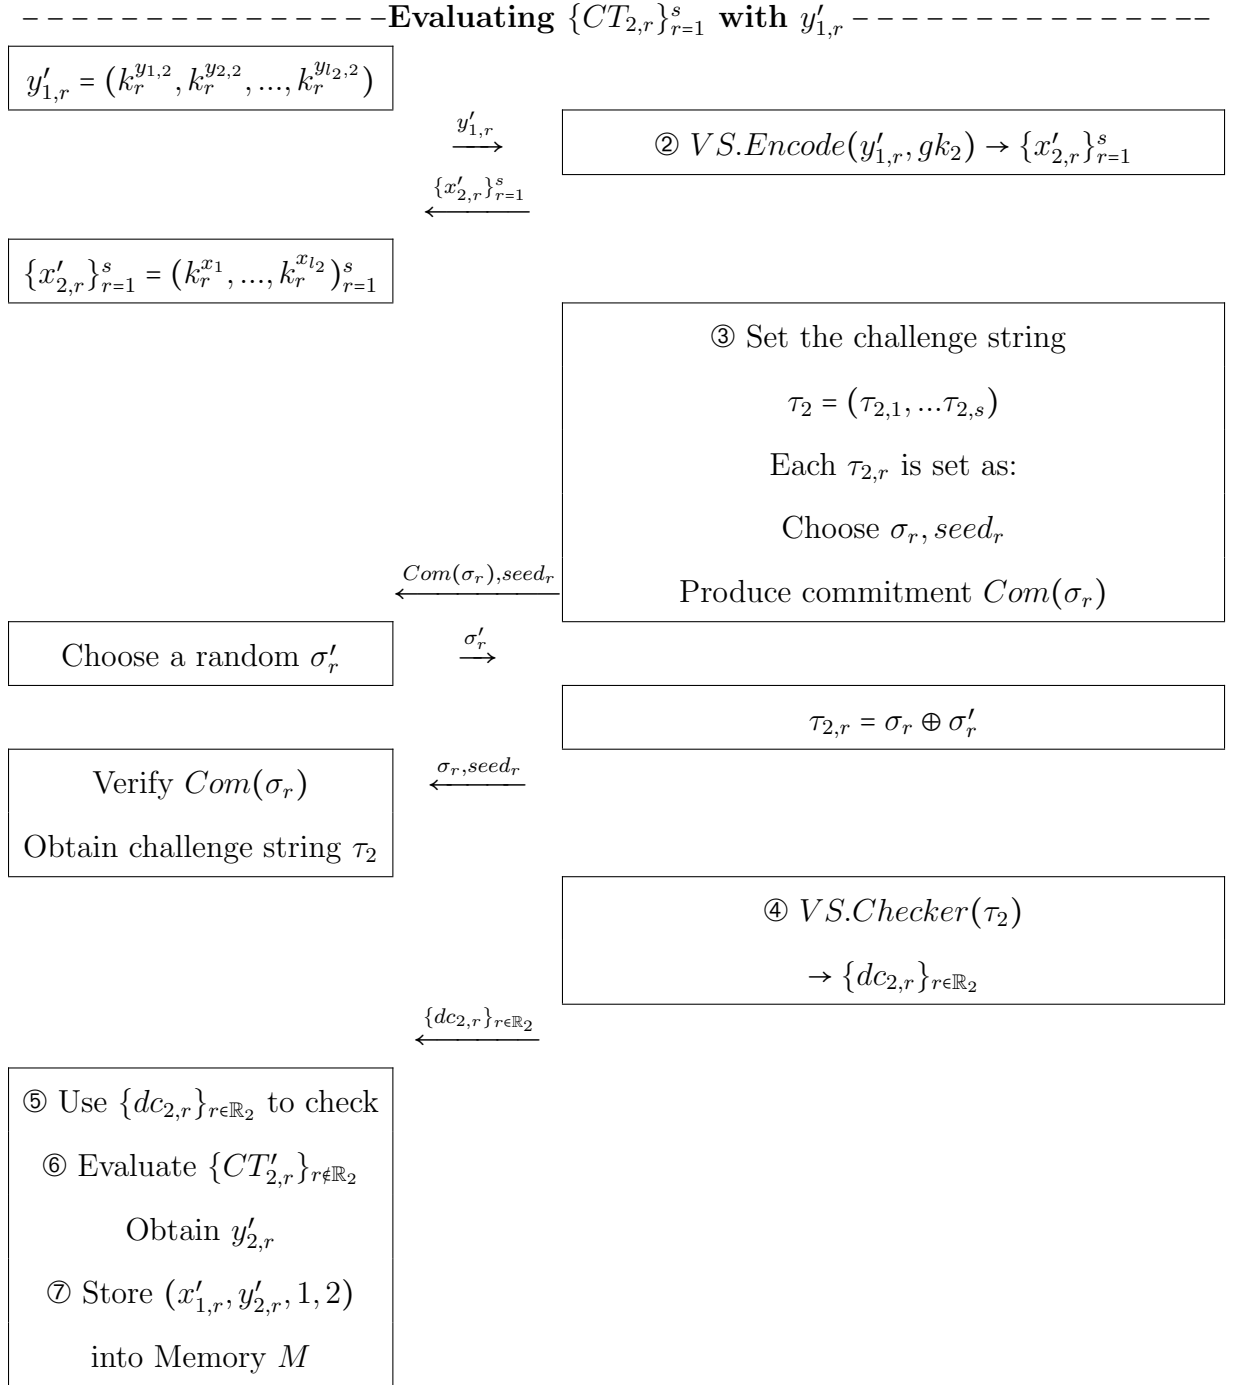 – – – – – – – – – – – – – – –Evaluating {CT₂,ᵣ}ˢᵣ₌₁ with y′₁,ᵣ – – – – – – – – – – – – – – –
y′_{1,r} = (k_r^{y_{1,2}}, k_r^{y_{2,2}}, ..., k_r^{y_{l_2,2}})
y′_{1,r} →
② VS.Encode(y′_{1,r}, gk_2) → {x′_{2,r}}_{r=1}^s
{x′_{2,r}}_{r=1}^s ←
{x′_{2,r}}_{r=1}^s = (k_r^{x_1}, ..., k_r^{x_{l_2}})_{r=1}^s
③ Set the challenge string
τ_2 = (τ_{2,1}, ...τ_{2,s})
Each τ_{2,r} is set as:
Choose σ_r, seed_r
Com(σ_r),seed_r ←
Produce commitment Com(σ_r)
Choose a random σ′_r
σ′_r →
τ_{2,r} = σ_r ⊕ σ′_r
Verify Com(σ_r)
σ_r,seed_r ←
Obtain challenge string τ_2
④ VS.Checker(τ_2)
→ {dc_{2,r}}_{r∈ℝ_2}
{dc_{2,r}}_{r∈ℝ_2} ←
⑤ Use {dc_{2,r}}_{r∈ℝ_2} to check
⑥ Evaluate {CT′_{2,r}}_{r∉ℝ_2}
Obtain y′_{2,r}
⑦ Store (x′_{1,r}, y′_{2,r}, 1, 2)
into Memory M